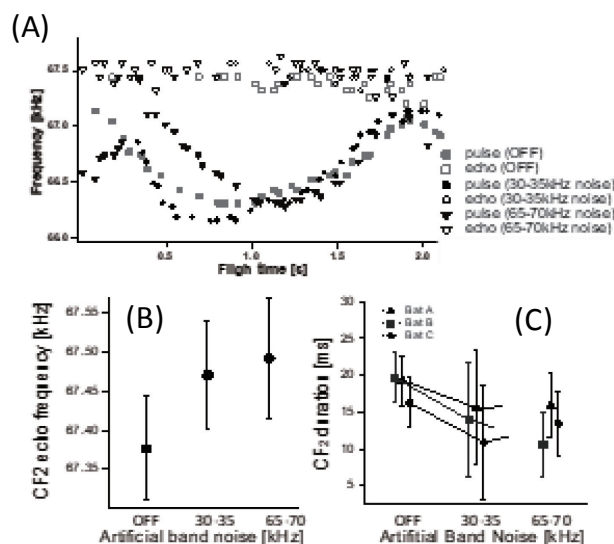 (A)
Frequency [kHz]
67.5
67.0
66.5
66.0
0.5
1.0
1.5
2.0
Fligh time [s]
pulse (OFF)
echo (OFF)
pulse (30-35kHz noise)
echo (30-35kHz noise)
pulse (65-70kHz noise)
echo (65-70kHz noise)
(B)
CF2 echo frequency [kHz]
67.55
67.50
67.45
67.40
67.35
OFF
30-35
65-70
Artificial band noise [kHz]
(C)
CF2 duration [ms]
30
25
20
15
10
5
Bat A
Bat B
Bat C
OFF
30-35
65-70
Artifitial Band Noise [kHz]